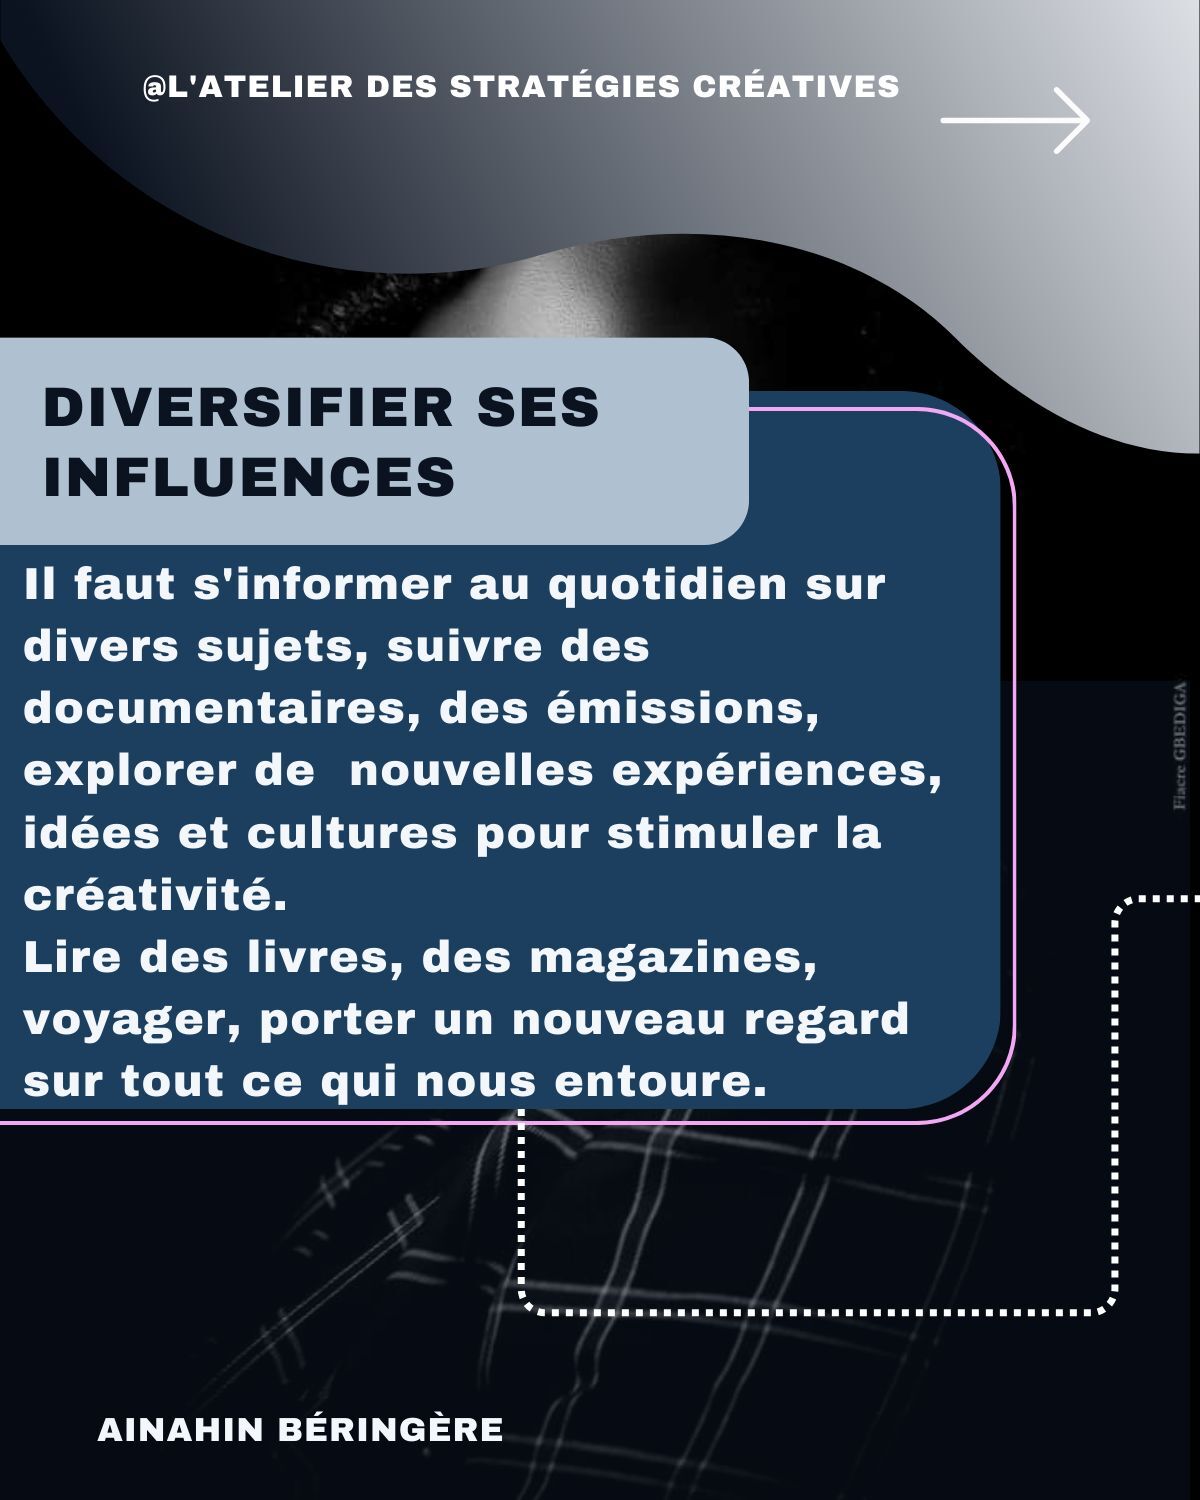 @L'ATELIER DES STRATÉGIES CRÉATIVES
DIVERSIFIER SES
INFLUENCES
Il faut s'informer au quotidien sur
divers sujets, suivre des
documentaires, des émissions,
explorer de  nouvelles expériences,
idées et cultures pour stimuler la
créativité.
Lire des livres, des magazines,
voyager, porter un nouveau regard
sur tout ce qui nous entoure.
Fiacre GBEDIGA
AINAHIN BÉRINGÈRE